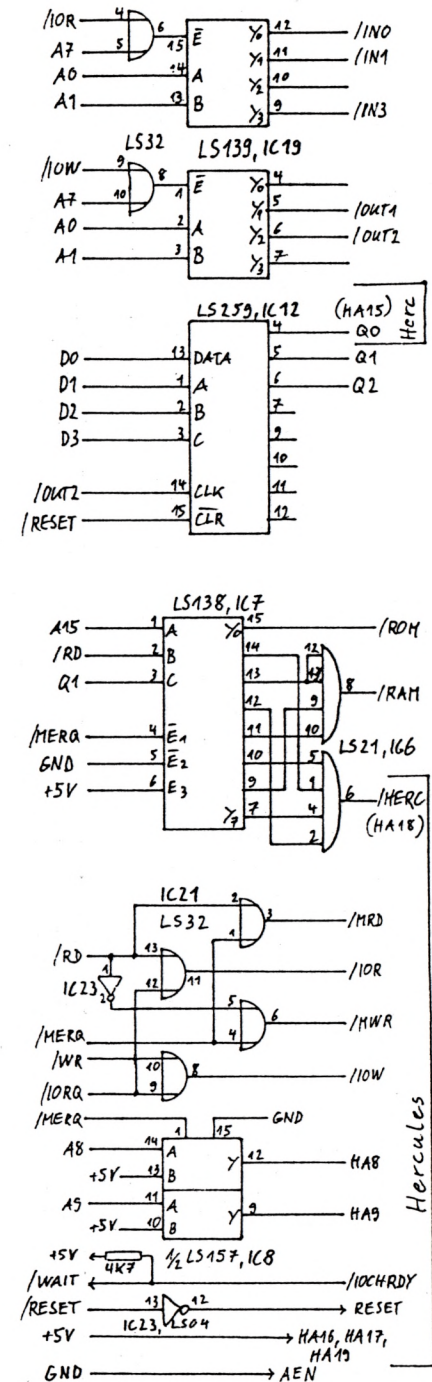 /IOR 4 6 15 E Y0 12 /IN0
A7 5 Y1 11 /IN1
A0 14 A Y2 10
A1 13 B Y3 9 /IN3
LS32 LS139, IC19
/IOW 9 8 1 E Y0 4
A7 10 Y1 5 /OUT1
A0 2 A Y2 6 /OUT2
A1 3 B Y3 7
LS259, IC12 (HA15) Herc
4 Q0
D0 13 DATA 5 Q1
D1 1 A 6 Q2
D2 2 B 7
D3 3 C 9
10
/OUT2 14 CLK 11
/RESET 15 CLR 12
LS138, IC7
A15 1 A Y0 15 /ROM
/RD 2 B 14 12
Q1 3 C 13 13 8 /RAM
12 9
/MERQ 4 E1 11 10
GND 5 E2 10 5 LS21, IC6
+5V 6 E3 9 1 6 /HERC
Y7 7 4 (HA18)
2
IC21 2
LS32 3 /MRD
/RD 13 1
1 11 /IOR
IC23 2 12
5 6 /MWR
/MERQ 4
/WR 10 8 /IOW
/IORQ 9
/MERQ 1 15 GND
A8 14 A Y 12 HA8
+5V 13 B
A9 11 A Y 9 HA9
+5V 10 B
Hercules
+5V 4K7 1/2 LS157, IC8
/WAIT /IOCHRDY
/RESET 13 12 RESET
IC23, LS04
+5V HA16, HA17,
HA19
GND AEN